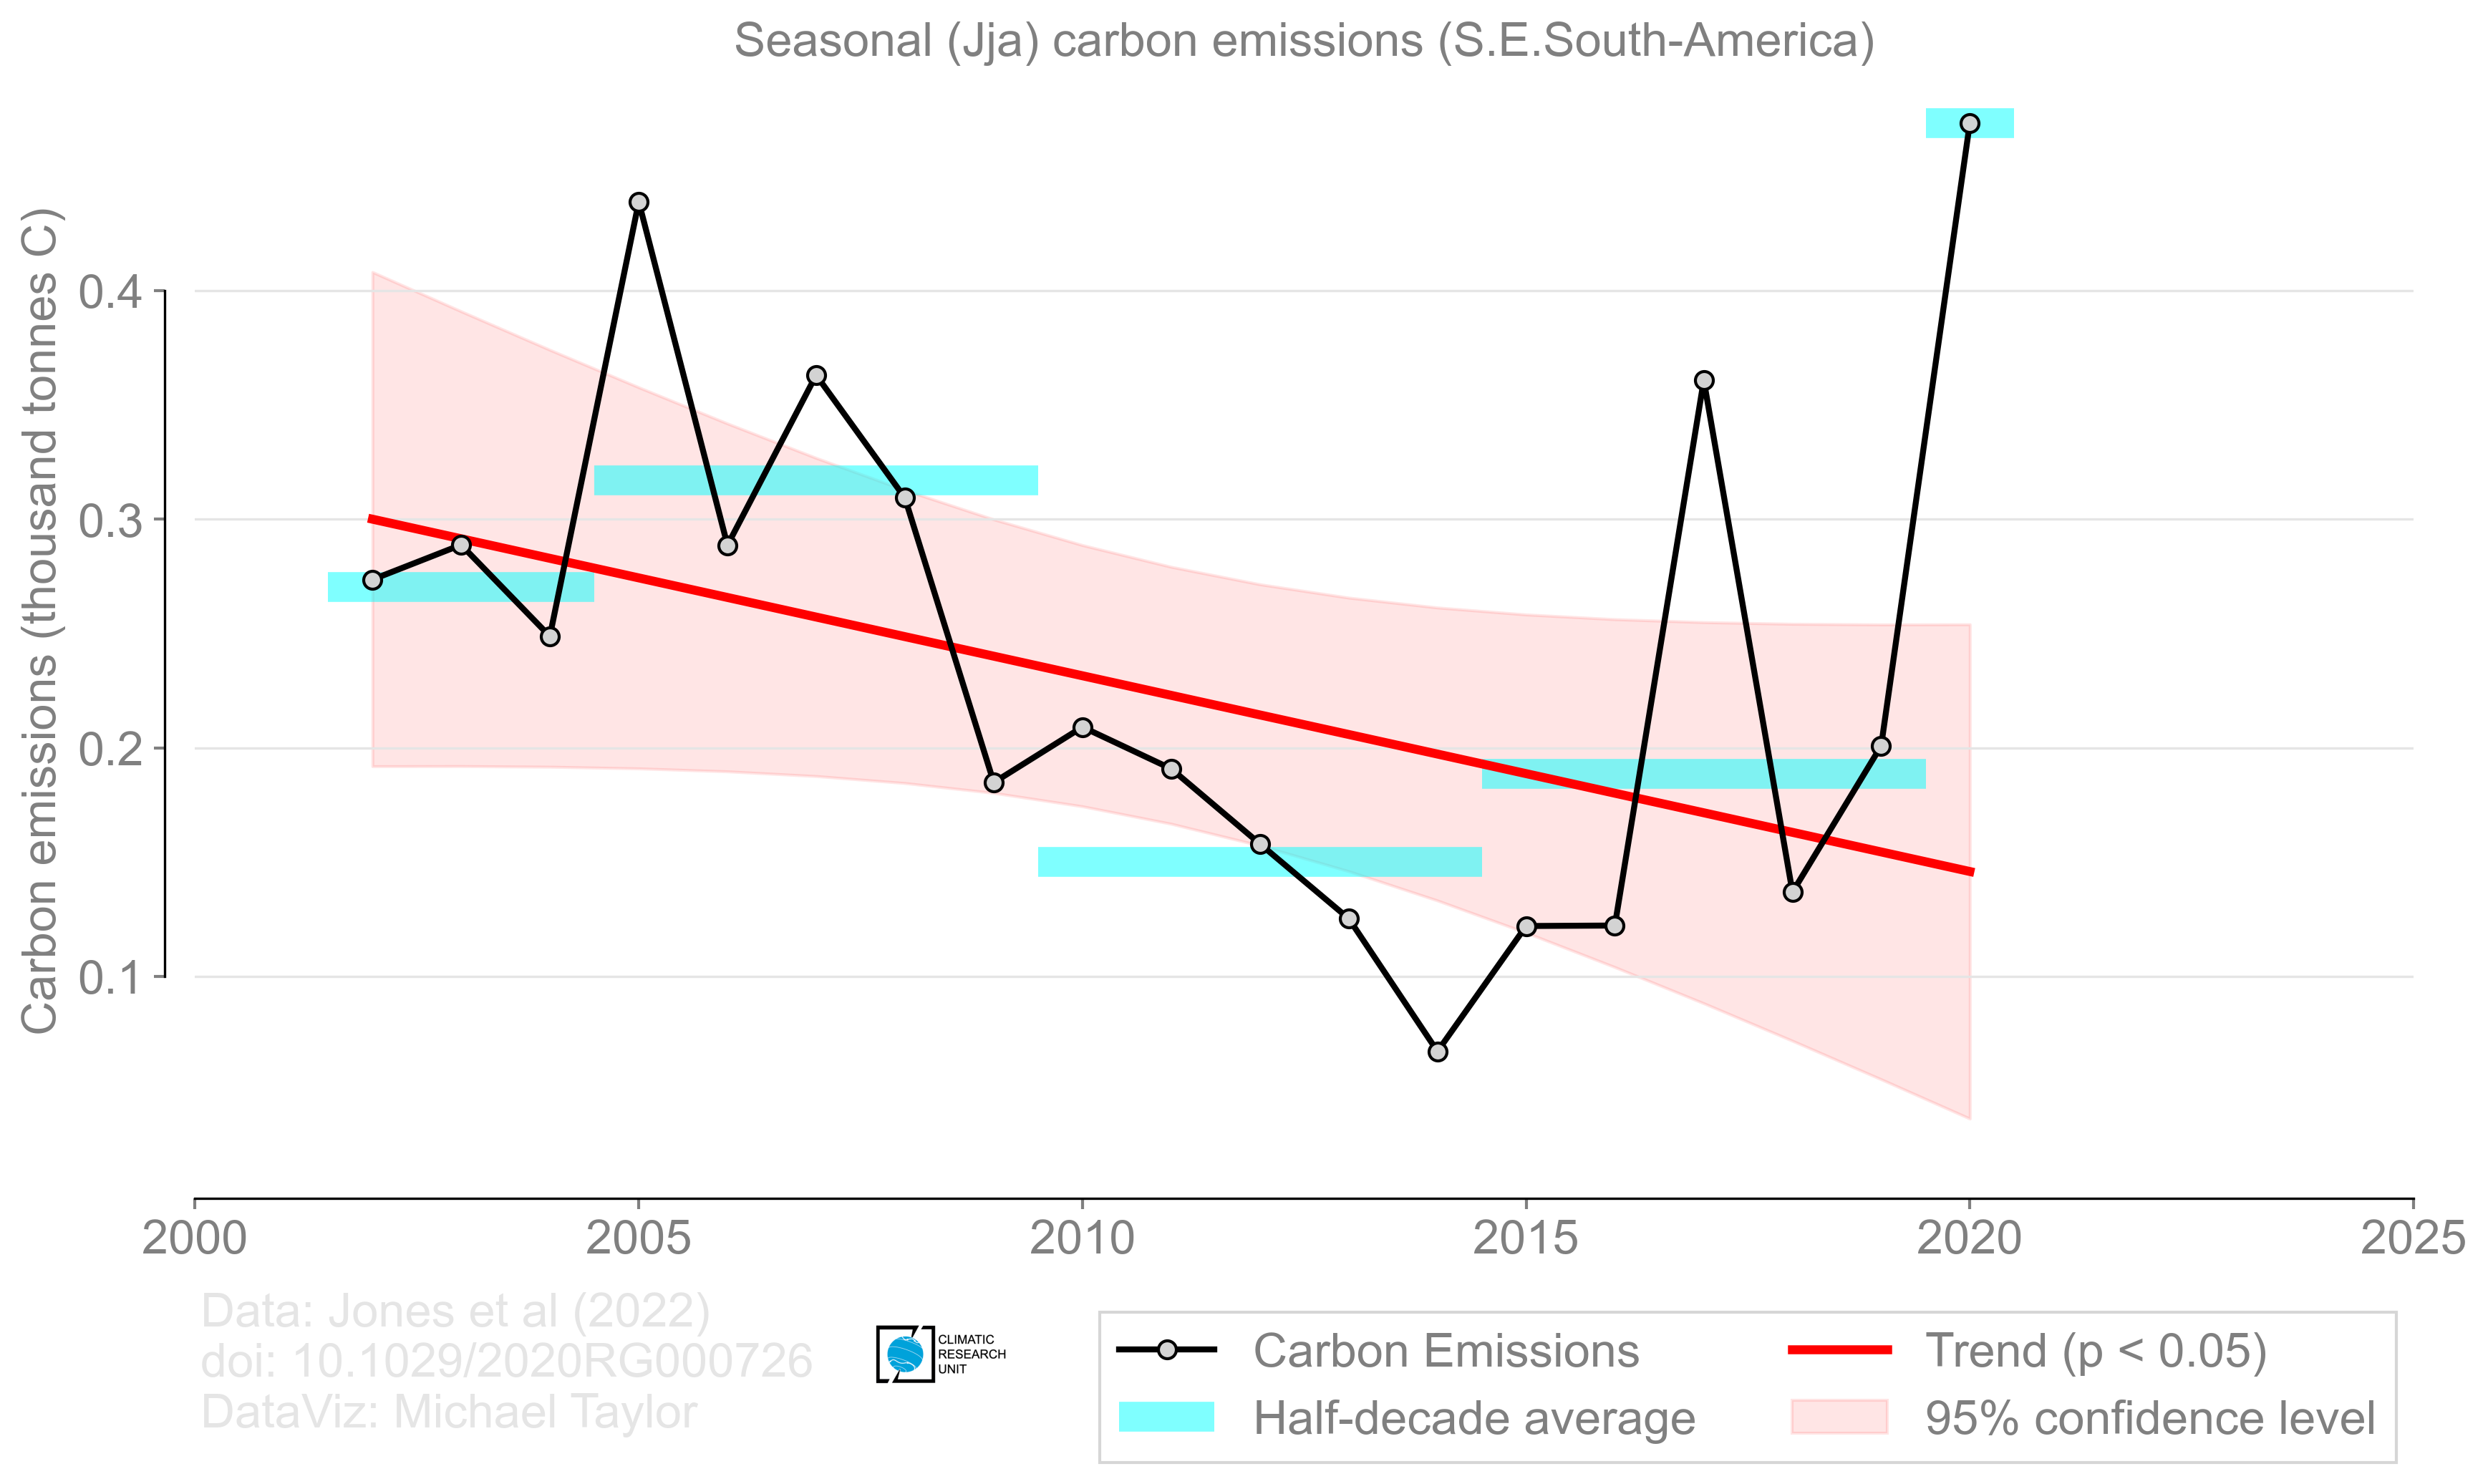 Seasonal (Jja) carbon emissions (S.E.South-America)
Carbon emissions (thousand tonnes C)
0.4
0.3
0.2
0.1
2000 2005 2010 2015 2020 2025
Data: Jones et al (2022)
doi: 10.1029/2020RG000726
DataViz: Michael Taylor
CLIMATIC
RESEARCH
UNIT
Carbon Emissions
Half-decade average
Trend (p < 0.05)
95% confidence level